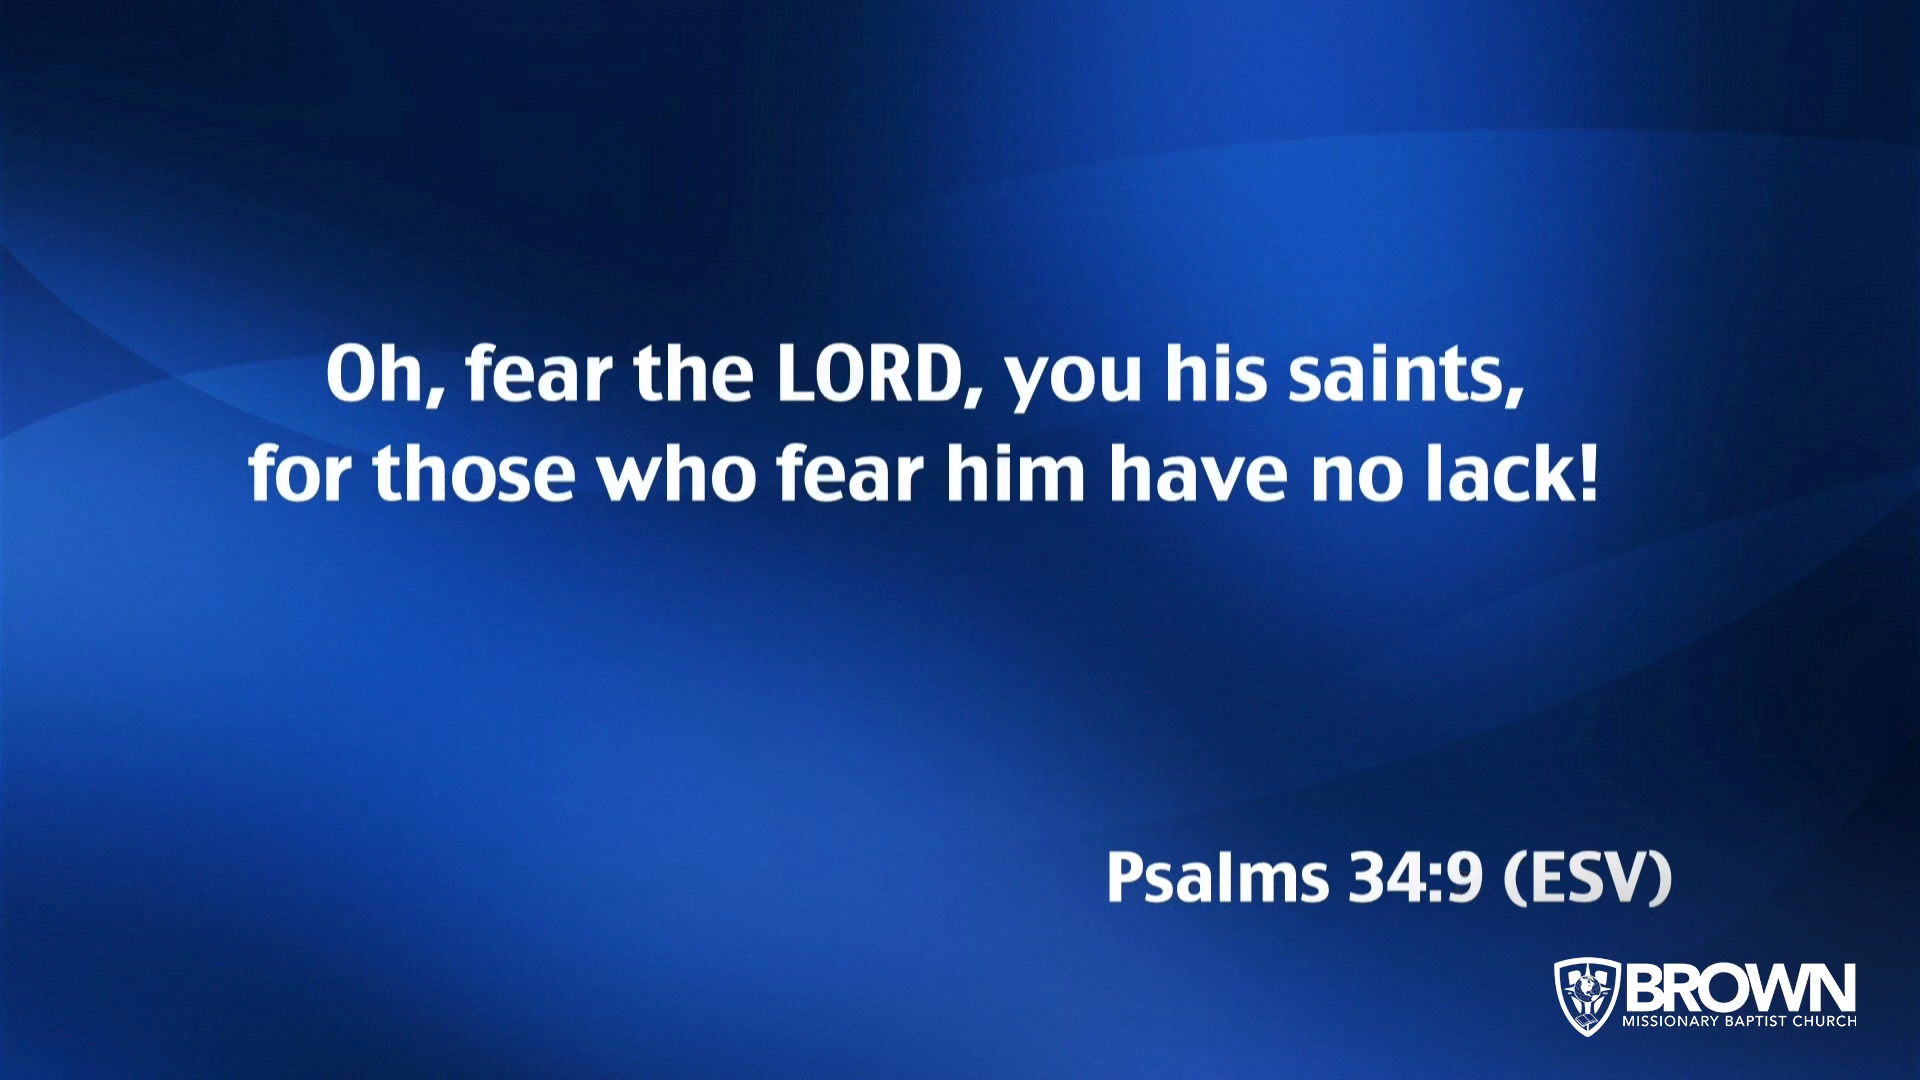 Oh, fear the LORD, you his saints,
for those who fear him have no lack!
Psalms 34:9 (ESV)
BROWN
MISSIONARY BAPTIST CHURCH